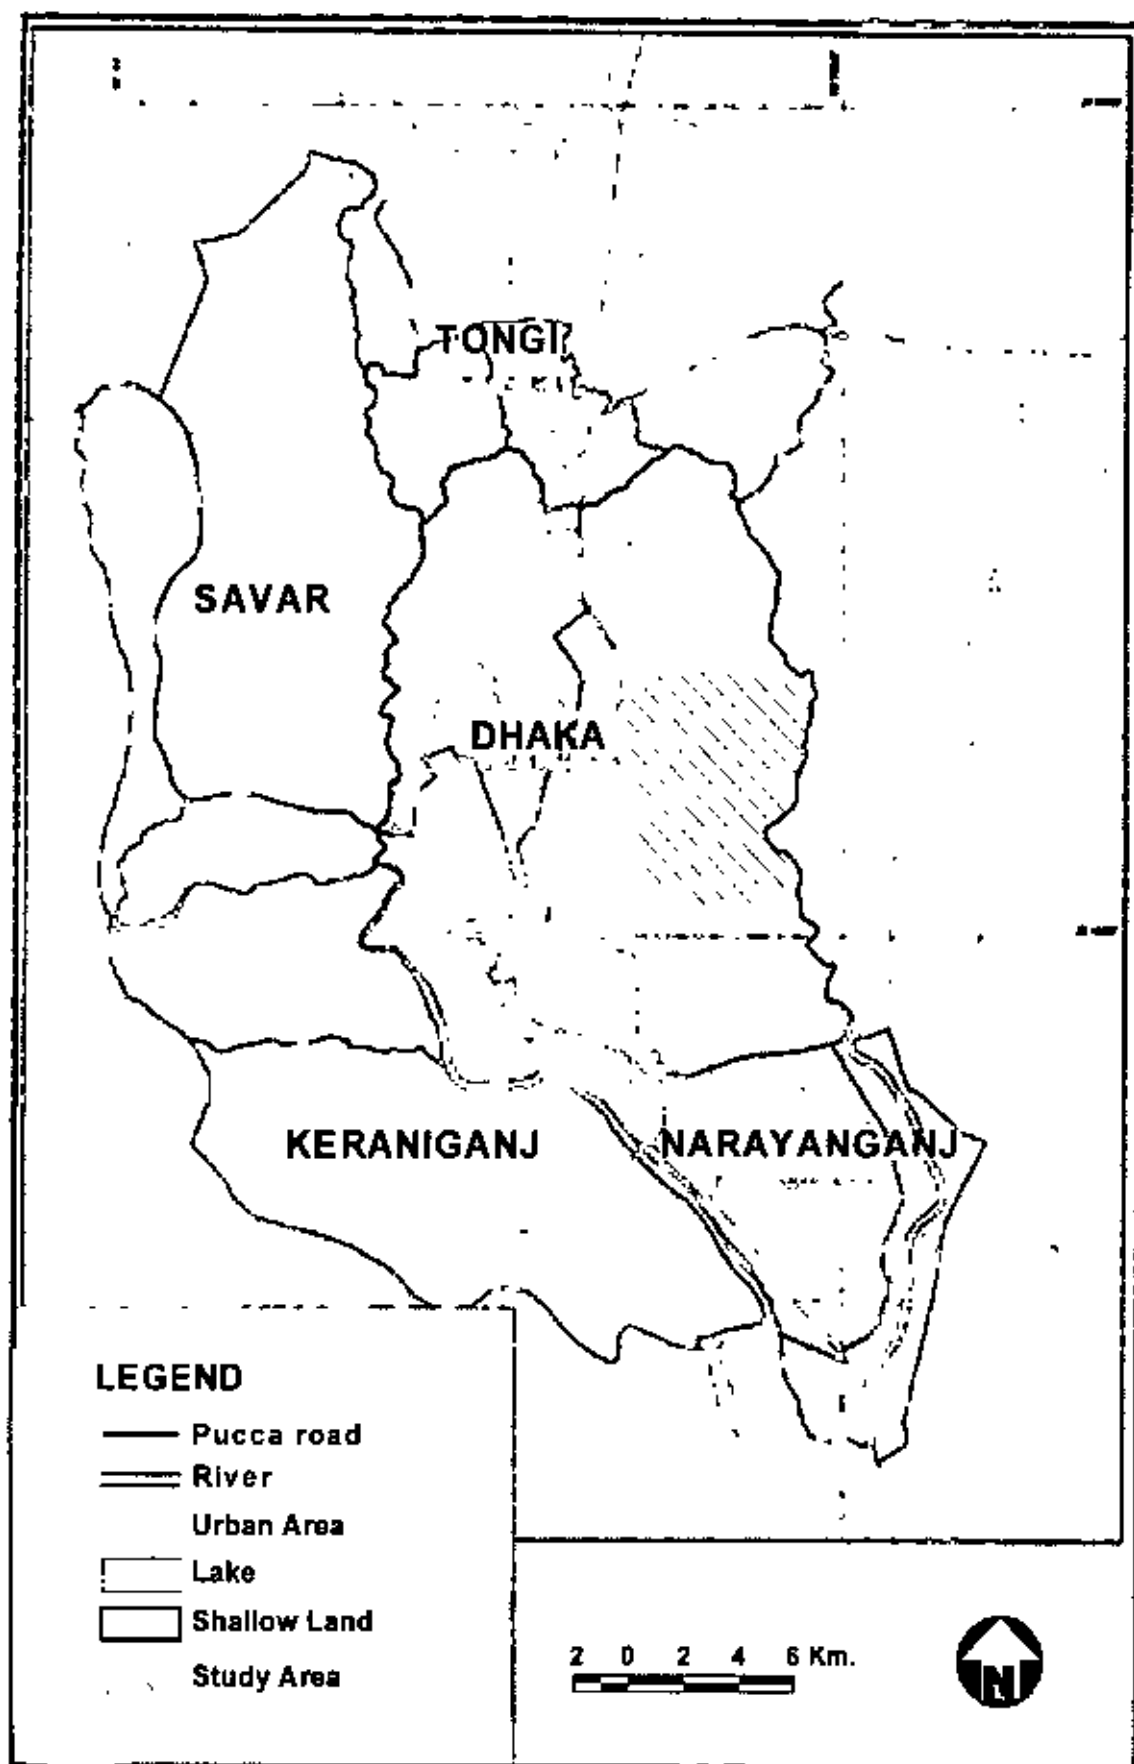 TONGI
SAVAR
DHAKA
KERANIGANJ
NARAYANGANJ
LEGEND
Pucca road
River
Urban Area
Lake
Shallow Land
Study Area
2 0 2 4 6 Km.
N